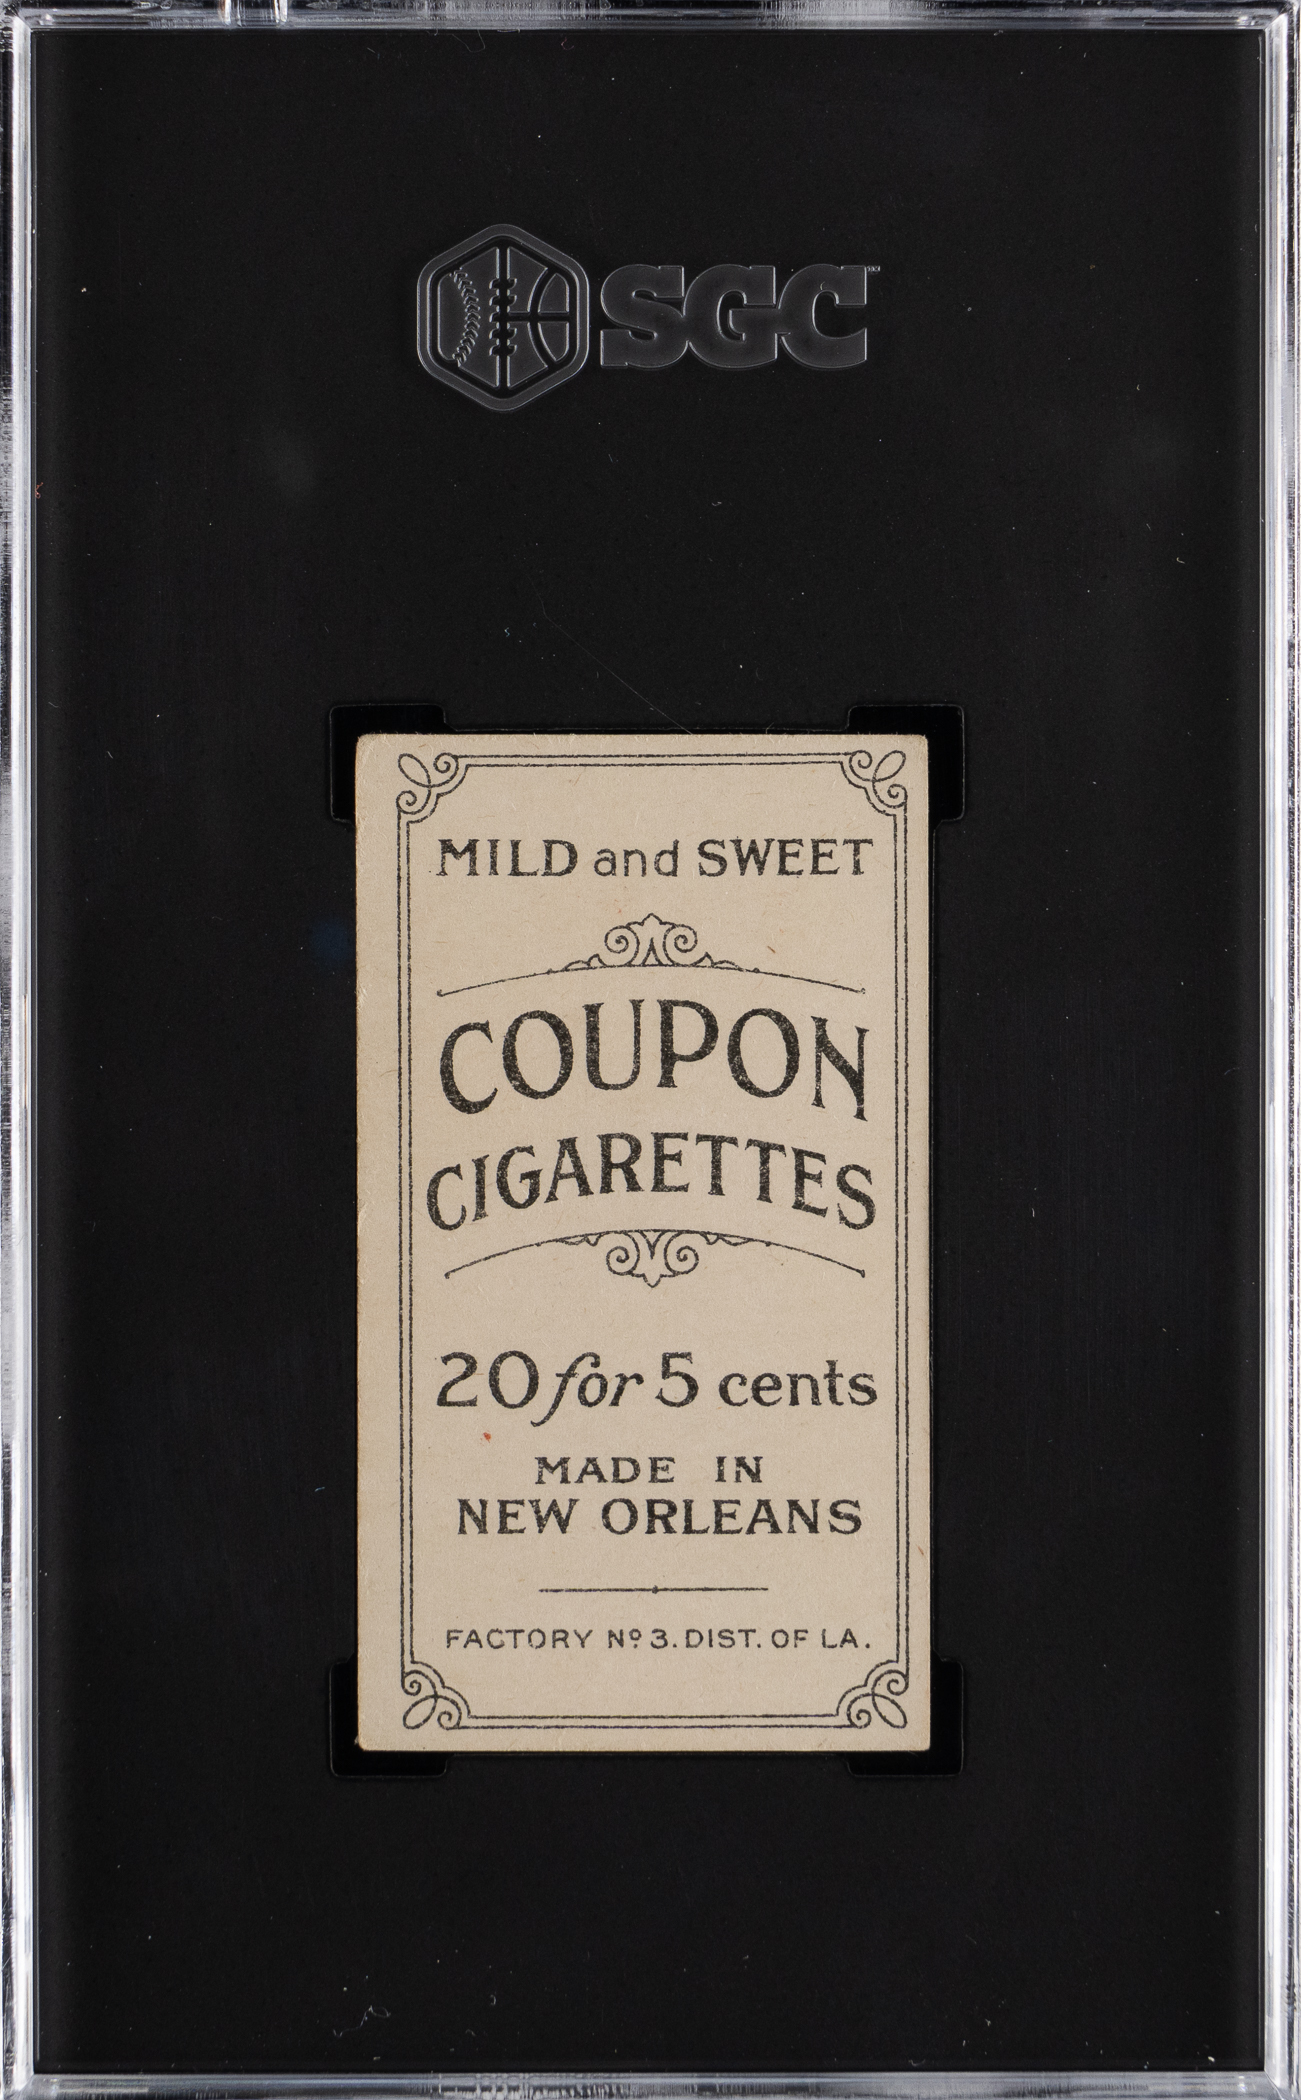 SGC™
MILD and SWEET
COUPON
CIGARETTES
20 for 5 cents
MADE IN
NEW ORLEANS
FACTORY Nº 3. DIST. OF LA.